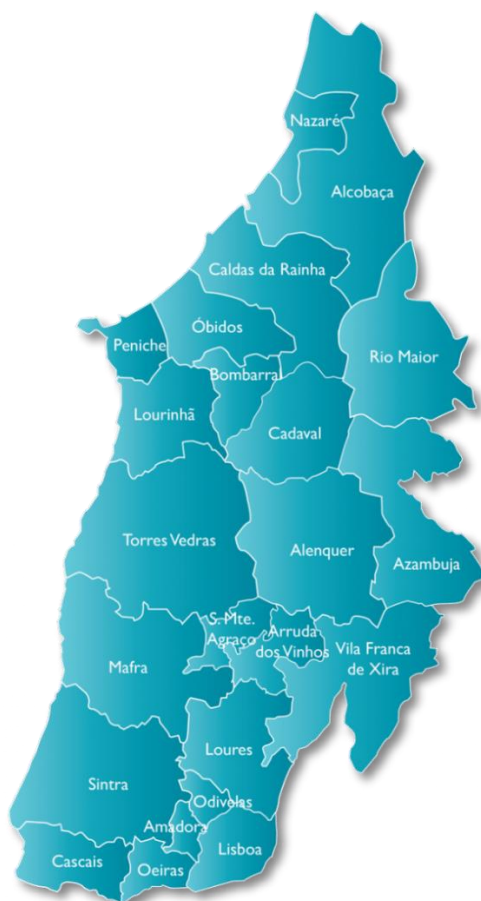 Nazaré
Alcobaça
Caldas da Rainha
Óbidos
Peniche
Rio Maior
Bombarral
Lourinhã
Cadaval
Torres Vedras
Alenquer
Azambuja
S. Mte.
Agraço
Arruda
dos Vinhos
Vila Franca
de Xira
Mafra
Loures
Sintra
Odivelas
Amadora
Lisboa
Cascais
Oeiras